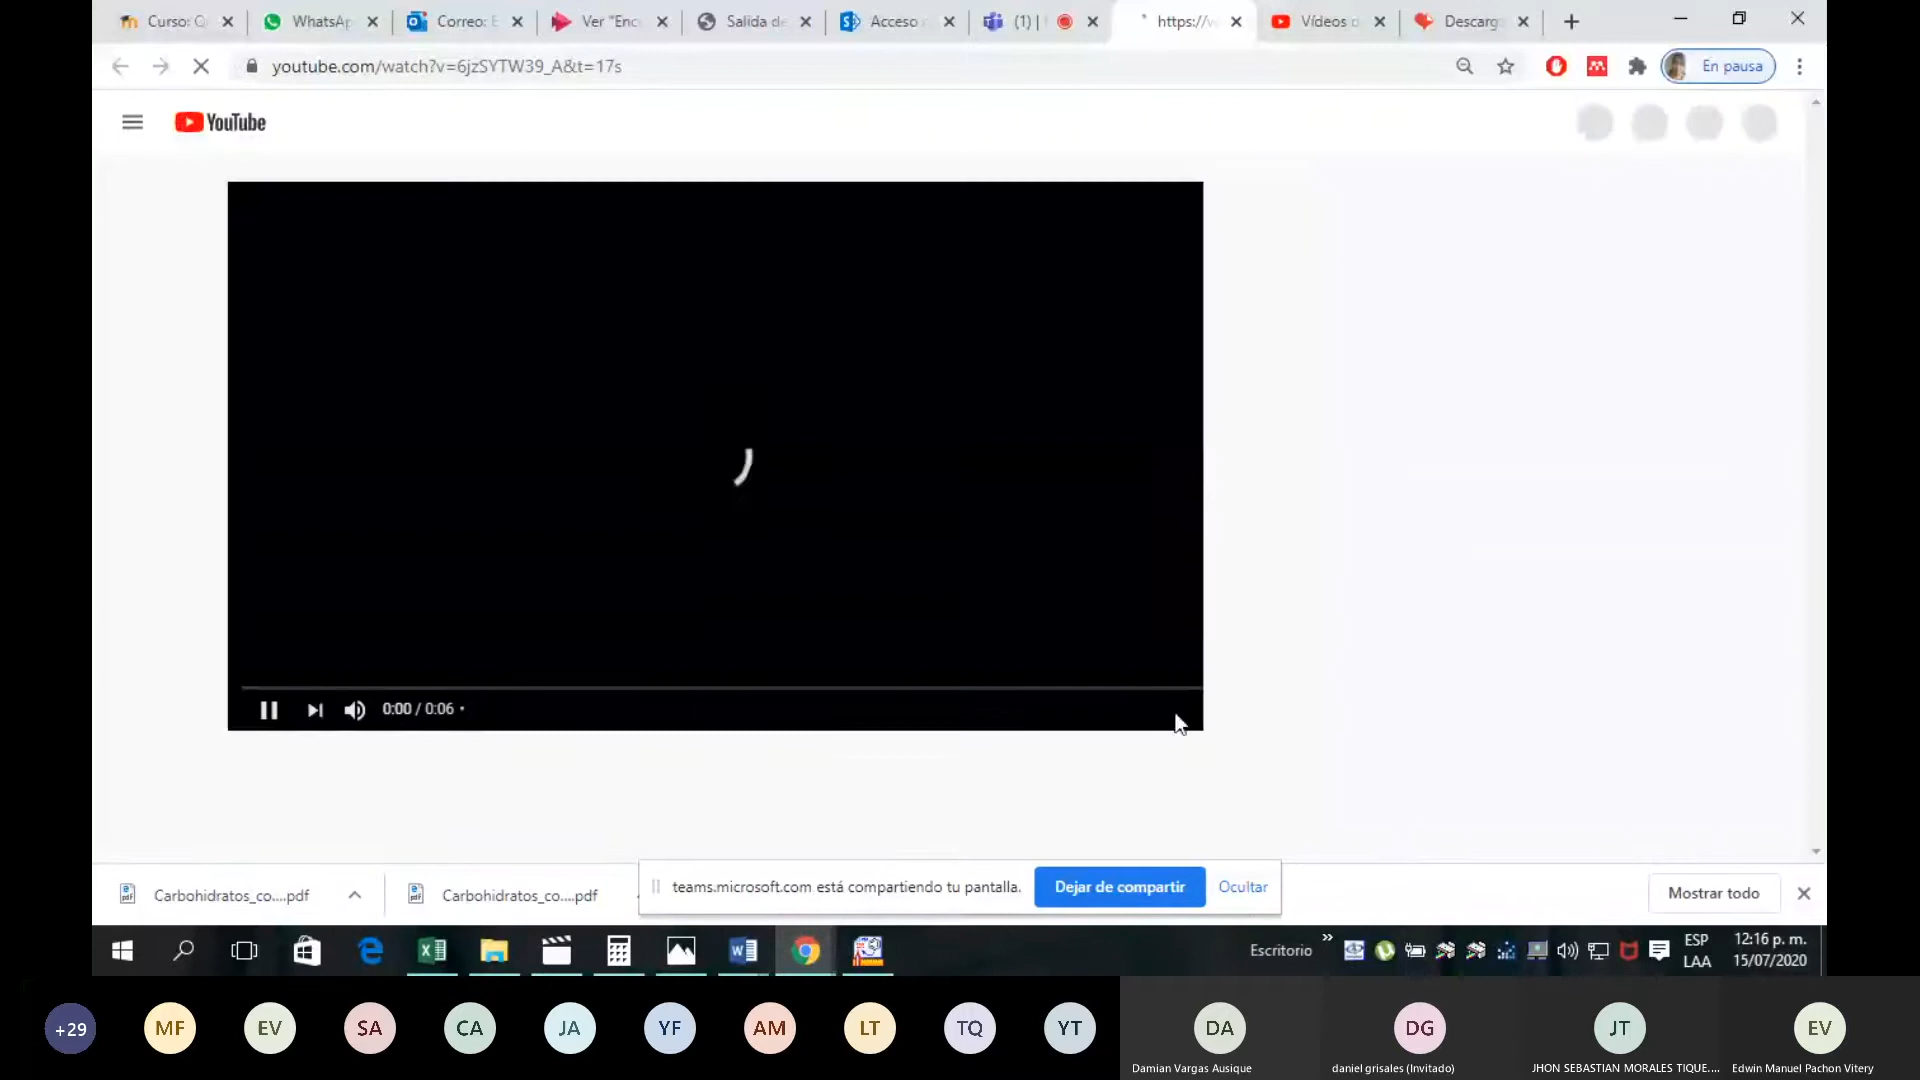 Curso: Q
WhatsAp
Correo: E
Ver "Enc
Salida de
Acceso
(1) |
https://v
Vídeos d
Descarg
youtube.com/watch?v=6jzSYTW39_A&t=17s
En pausa
YouTube
0:00 / 0:06 •
Carbohidratos_co....pdf
Carbohidratos_co....pdf
teams.microsoft.com está compartiendo tu pantalla.
Dejar de compartir
Ocultar
Mostrar todo
Escritorio
ESP
LAA
12:16 p. m.
15/07/2020
+29
MF
EV
SA
CA
JA
YF
AM
LT
TQ
YT
DA
DG
JT
EV
Damian Vargas Ausique
daniel grisales (Invitado)
JHON SEBASTIAN MORALES TIQUE....
Edwin Manuel Pachon Vitery